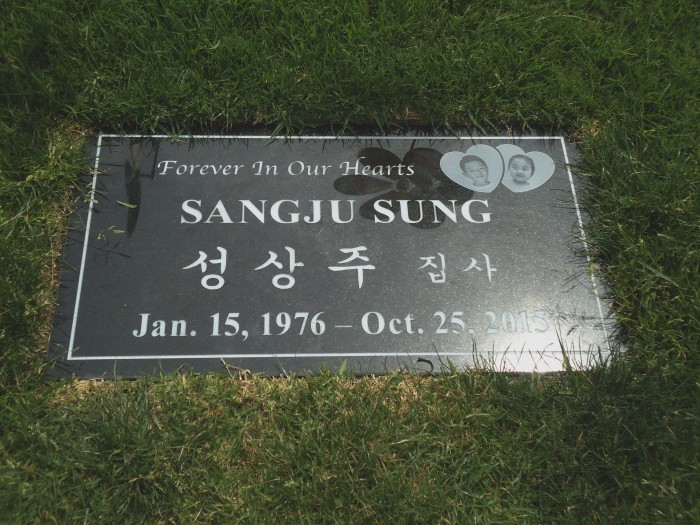 Forever In Our Hearts
SANGJU SUNG
성 상 주 집 사
Jan. 15, 1976 – Oct. 25, 2015